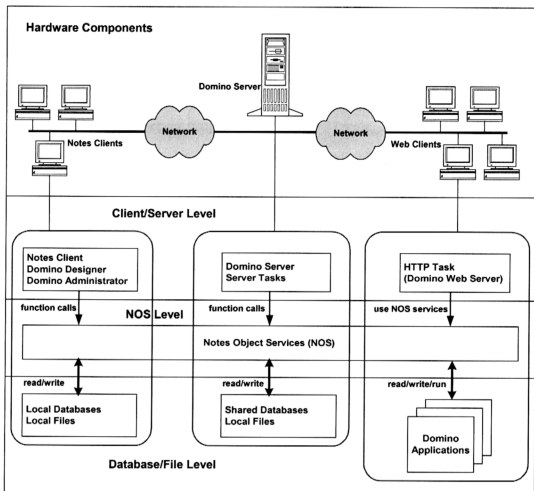 Hardware Components
Domino Server
Network
Network
Notes Clients
Web Clients
Client/Server Level
Notes Client
Domino Designer
Domino Administrator
Domino Server
Server Tasks
HTTP Task
(Domino Web Server)
function calls
NOS Level
function calls
use NOS services
Notes Object Services (NOS)
read/write
read/write
read/write/run
Local Databases
Local Files
Shared Databases
Local Files
Domino
Applications
Database/File Level